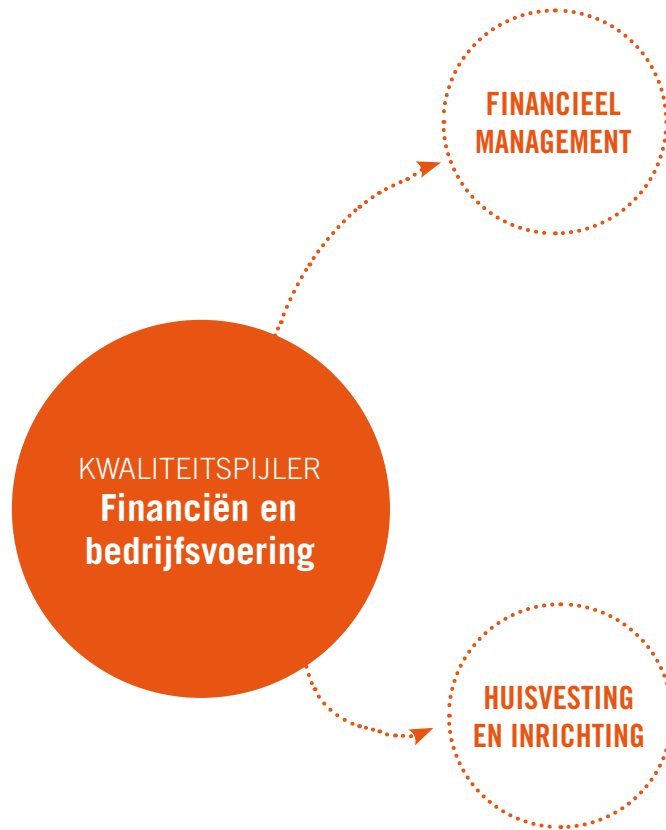 FINANCIEEL
MANAGEMENT
KWALITEITSPIJLER
Financiën en
bedrijfsvoering
HUISVESTING
EN INRICHTING